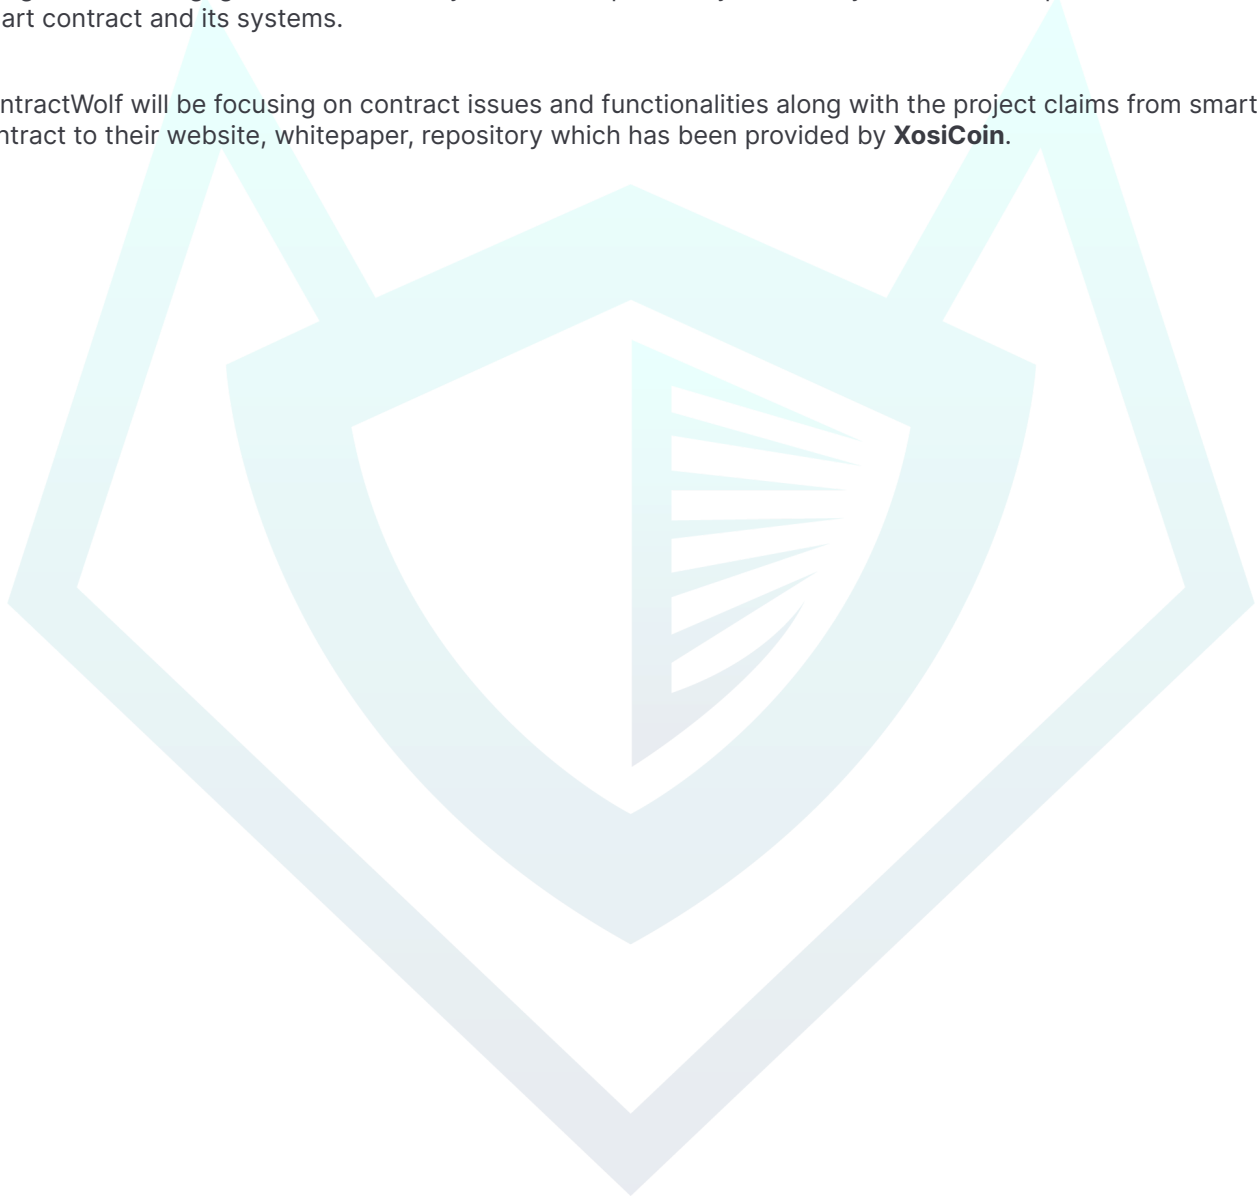 art contract and its systems.
ntractWolf will be focusing on contract issues and functionalities along with the project claims from smart
ntract to their website, whitepaper, repository which has been provided by XosiCoin.